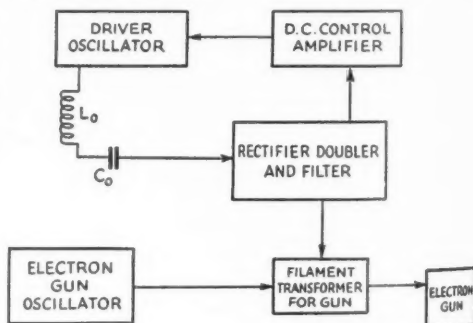 DRIVER
OSCILLATOR
D.C. CONTROL
AMPLIFIER
L₀
C₀
RECTIFIER DOUBLER
AND FILTER
ELECTRON
GUN
OSCILLATOR
FILAMENT
TRANSFORMER
FOR GUN
ELECTRON
GUN